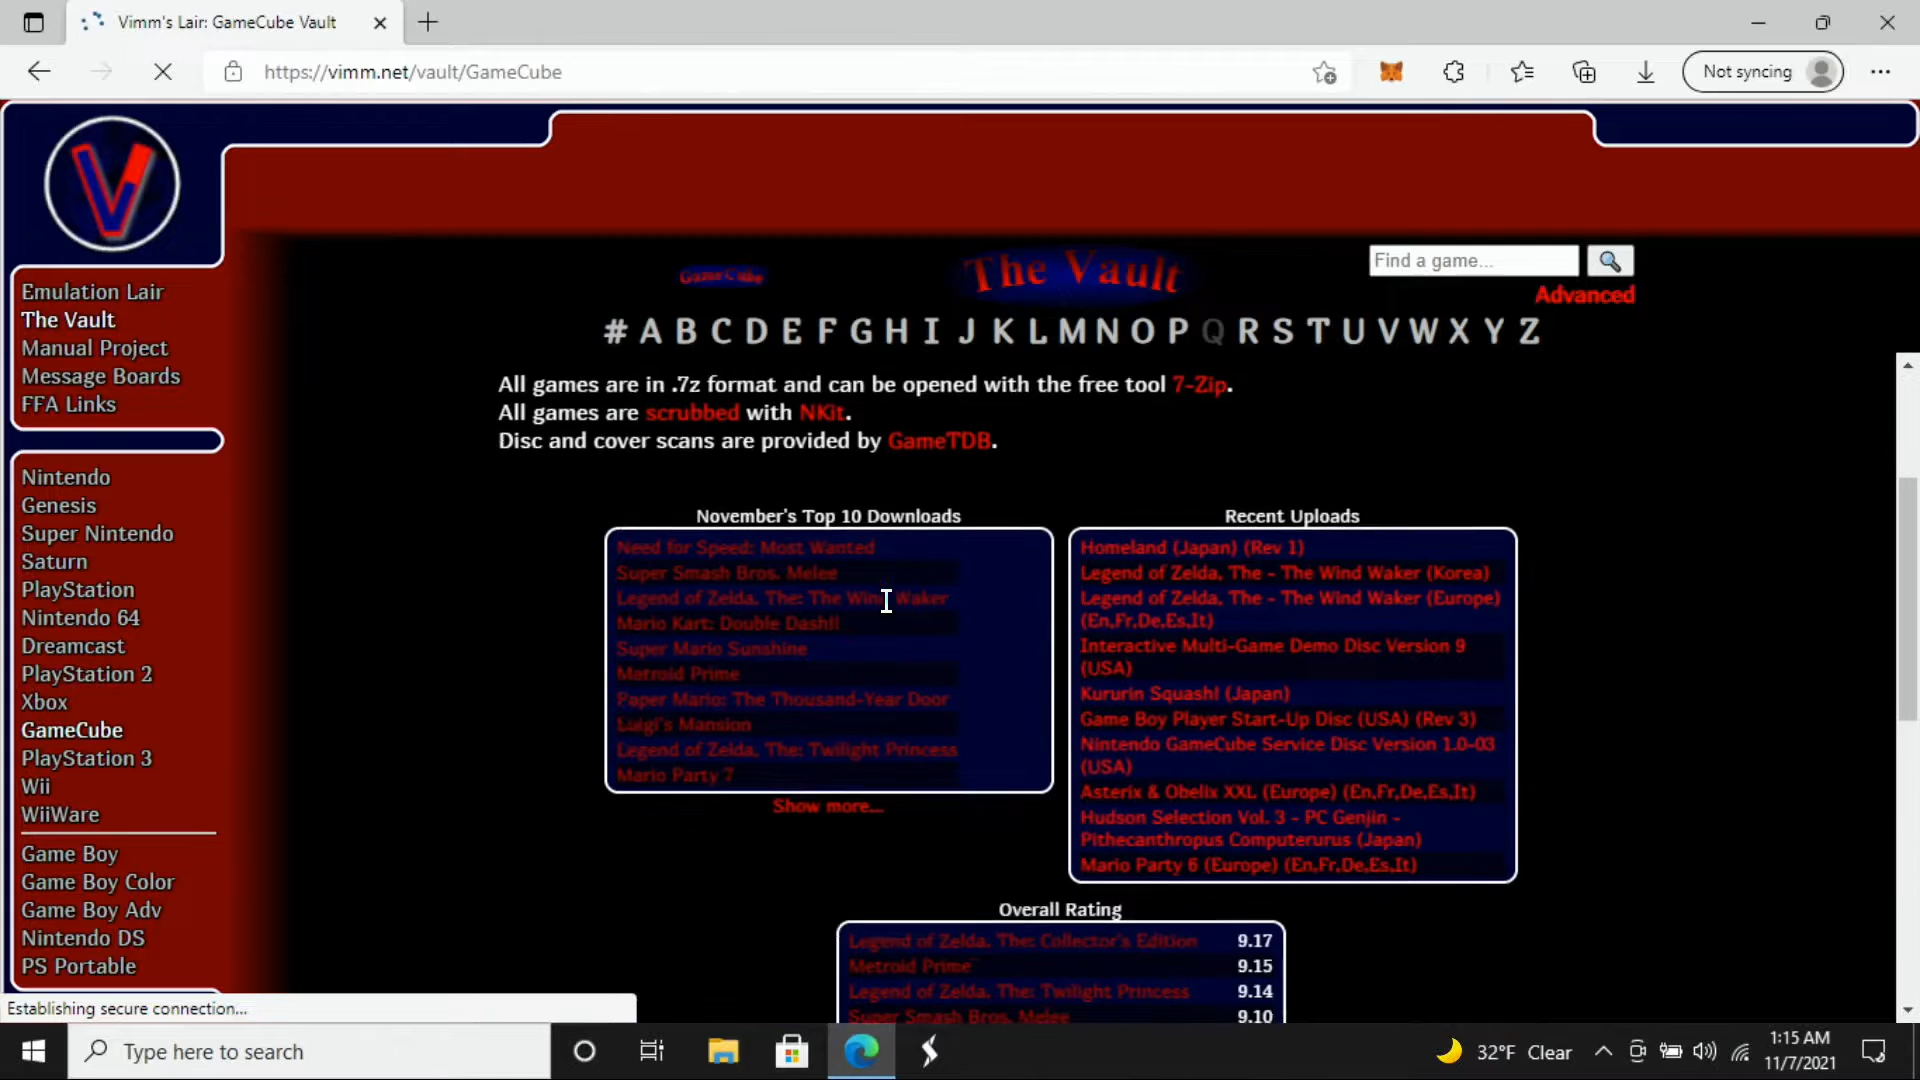 Vimm's Lair: GameCube Vault
https://vimm.net/vault/GameCube
Not syncing
V
Emulation Lair
The Vault
Manual Project
Message Boards
FFA Links
Nintendo
Genesis
Super Nintendo
Saturn
PlayStation
Nintendo 64
Dreamcast
PlayStation 2
Xbox
GameCube
PlayStation 3
Wii
WiiWare
Game Boy
Game Boy Color
Game Boy Adv
Nintendo DS
PS Portable
GameCube
The Vault
Find a game...
Advanced
# A B C D E F G H I J K L M N O P Q R S T U V W X Y Z
All games are in .7z format and can be opened with the free tool 7-Zip.
All games are scrubbed with NKit.
Disc and cover scans are provided by GameTDB.
November's Top 10 Downloads
Need for Speed: Most Wanted
Super Smash Bros. Melee
Legend of Zelda, The: The Wind Waker
Mario Kart: Double Dash!!
Super Mario Sunshine
Metroid Prime
Paper Mario: The Thousand-Year Door
Luigi's Mansion
Legend of Zelda, The: Twilight Princess
Mario Party 7
Show more...
Recent Uploads
Homeland (Japan) (Rev 1)
Legend of Zelda, The - The Wind Waker (Korea)
Legend of Zelda, The - The Wind Waker (Europe)
(En,Fr,De,Es,It)
Interactive Multi-Game Demo Disc Version 9
(USA)
Kururin Squash! (Japan)
Game Boy Player Start-Up Disc (USA) (Rev 3)
Nintendo GameCube Service Disc Version 1.0-03
(USA)
Asterix & Obelix XXL (Europe) (En,Fr,De,Es,It)
Hudson Selection Vol. 3 - PC Genjin -
Pithecanthropus Computerurus (Japan)
Mario Party 6 (Europe) (En,Fr,De,Es,It)
Overall Rating
Legend of Zelda, The: Collector's Edition 9.17
Metroid Prime 9.15
Legend of Zelda, The: Twilight Princess 9.14
Super Smash Bros. Melee 9.10
Establishing secure connection...
Type here to search
32°F Clear
1:15 AM
11/7/2021